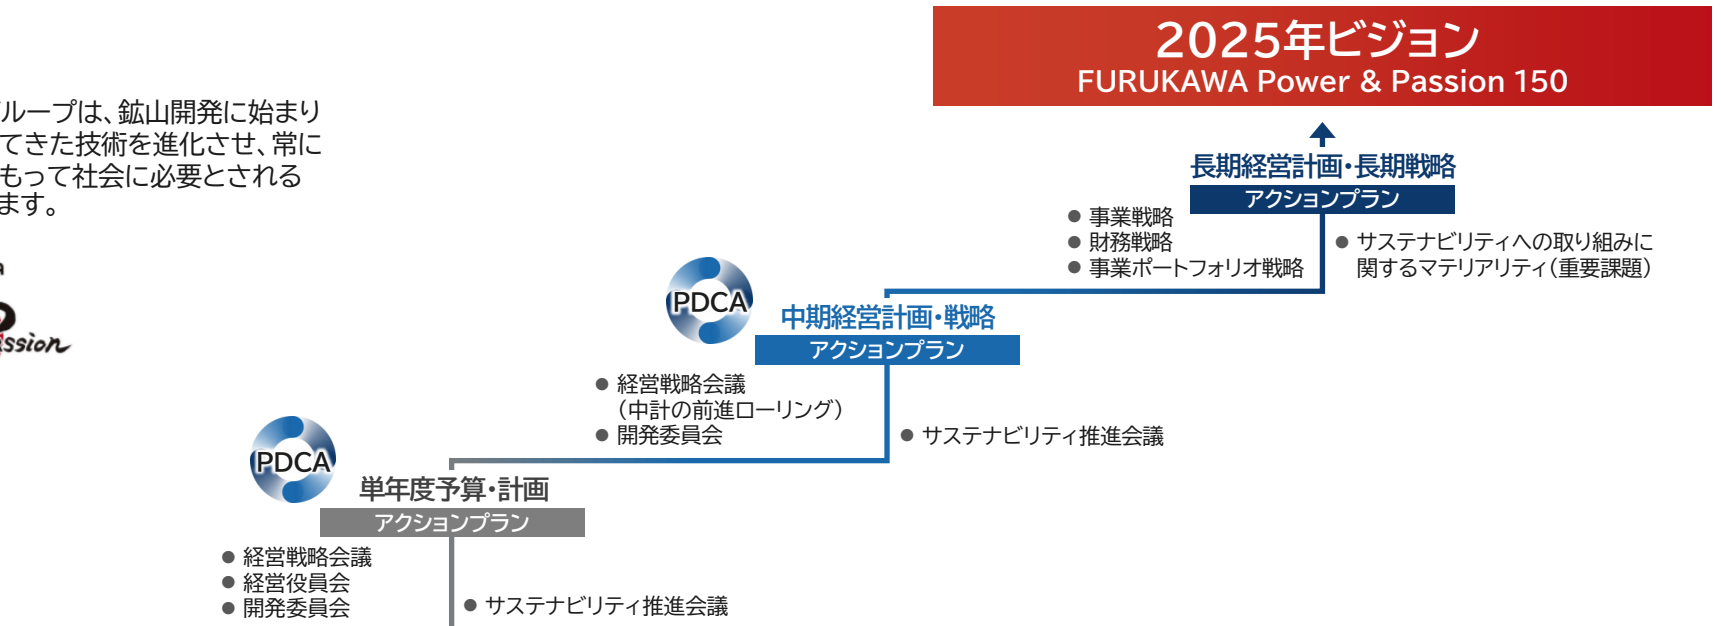 2025年ビジョン
FURUKAWA Power & Passion 150
ループは、鉱山開発に始まり
てきた技術を進化させ、常に
もって社会に必要とされる
ます。
長期経営計画・長期戦略
アクションプラン
● 事業戦略
● 財務戦略
● 事業ポートフォリオ戦略
● サステナビリティへの取り組みに
関するマテリアリティ（重要課題）
PDCA
中期経営計画・戦略
アクションプラン
● 経営戦略会議
（中計の前進ローリング）
● 開発委員会
● サステナビリティ推進会議
PDCA
単年度予算・計画
アクションプラン
● 経営戦略会議
● 経営役員会
● 開発委員会
● サステナビリティ推進会議